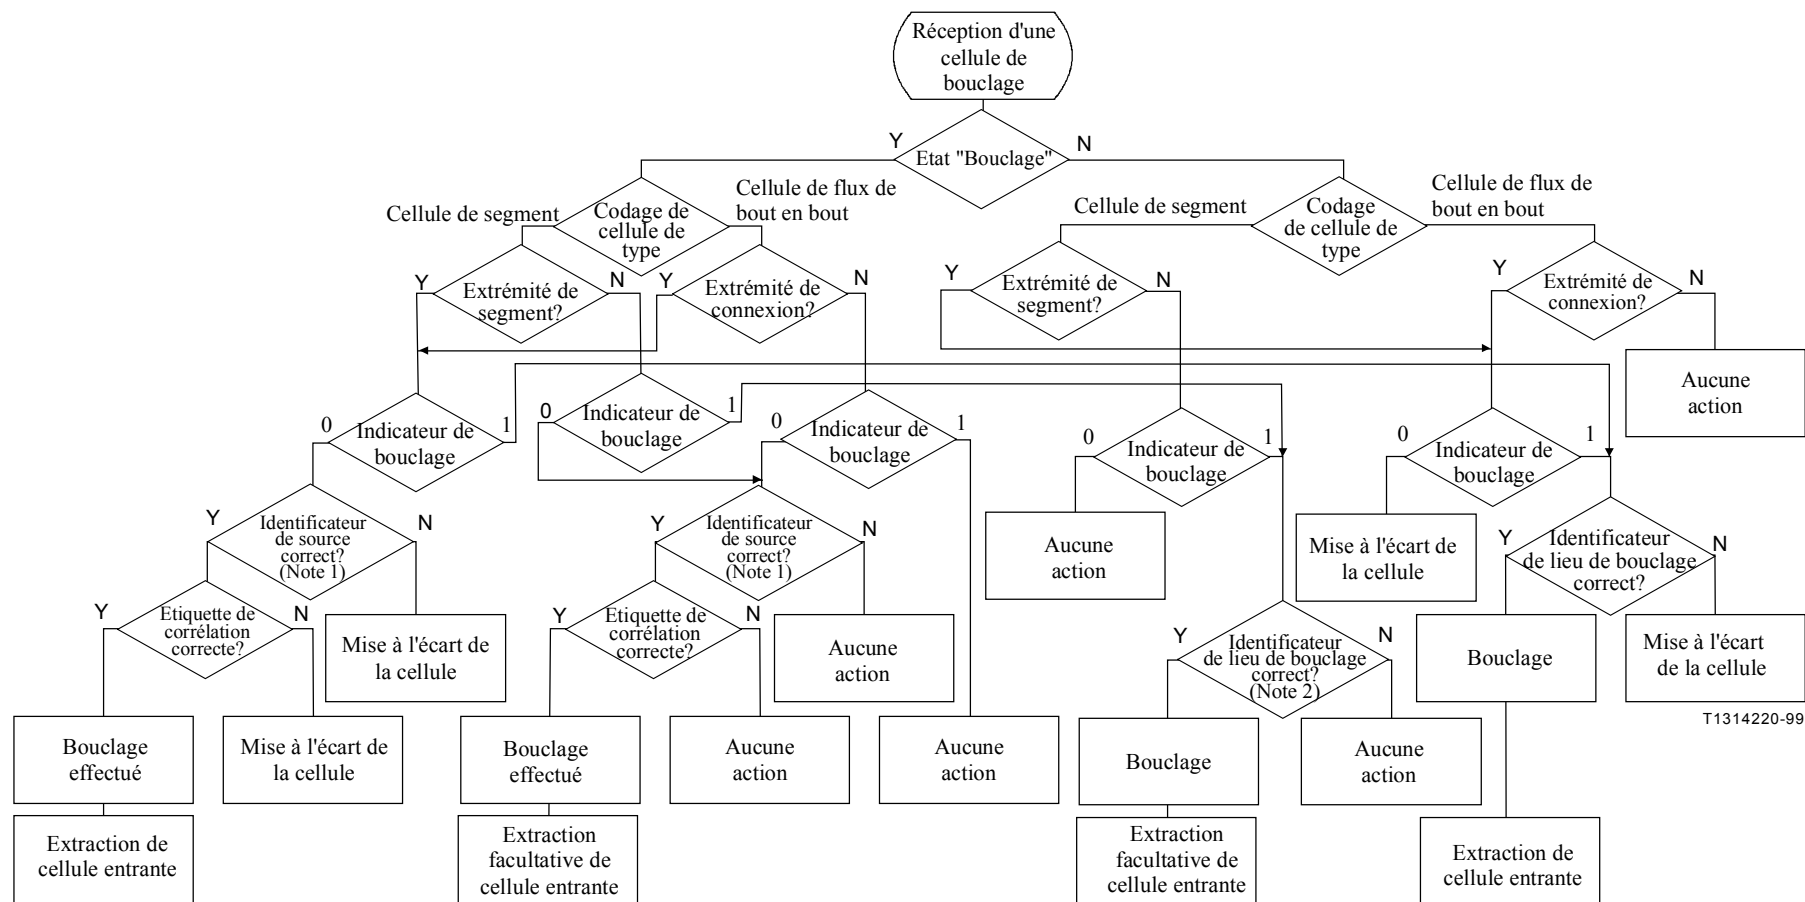 Réception d'une
cellule de
bouclage
Y
Etat "Bouclage"
N
Cellule de segment
Codage de
cellule de
type
Cellule de flux de
bout en bout
Cellule de segment
Codage
de cellule de
type
Cellule de flux de
bout en bout
Y
Extrémité de
segment?
N
Y
Extrémité de
connexion?
N
Y
Extrémité de
segment?
N
Y
Extrémité de
connexion?
N
Aucune
action
0
Indicateur de
bouclage
1
0
Indicateur de
bouclage
1
0
Indicateur de
bouclage
1
0
Indicateur de
bouclage
1
0
Indicateur de
bouclage
1
Y
Identificateur
de source
correct?
(Note 1)
N
Y
Identificateur
de source
correct?
(Note 1)
N
Aucune
action
Mise à l'écart de
la cellule
Y
Identificateur
de lieu de bouclage
correct?
N
Y
Etiquette de
corrélation
correcte?
N
Mise à l'écart de
la cellule
Y
Etiquette de
corrélation
correcte?
N
Aucune
action
Y
Identificateur
de lieu de bouclage
correct?
(Note 2)
N
Bouclage
Mise à l'écart
de la cellule
T1314220-99
Bouclage
effectué
Mise à l'écart de
la cellule
Bouclage
effectué
Aucune
action
Aucune
action
Bouclage
Aucune
action
Extraction de
cellule entrante
Extraction
facultative de
cellule entrante
Extraction
facultative de
cellule entrante
Extraction de
cellule entrante